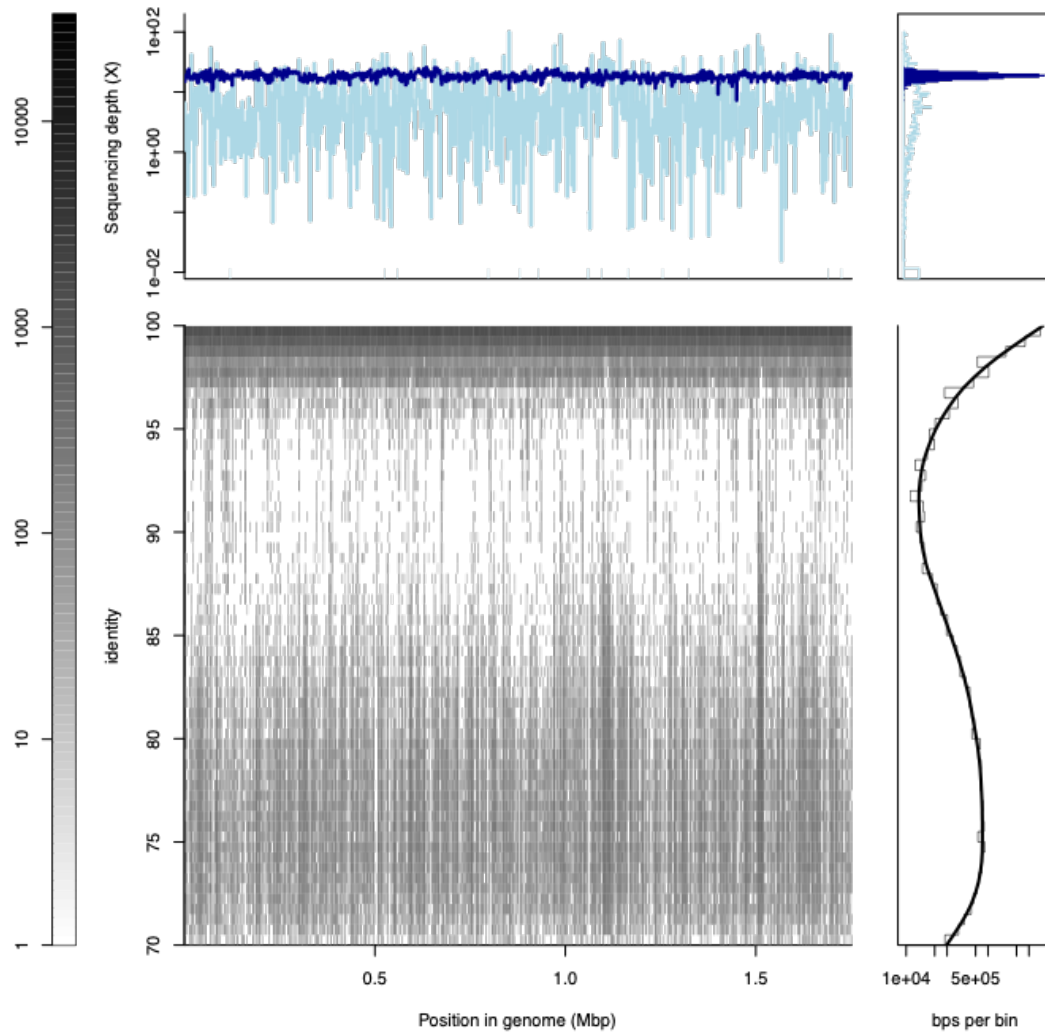 10000
1000
100
10
1
Sequencing depth (X)
1e+02
1e+00
1e-02
identity
100
95
90
85
80
75
70
0.5
1.0
1.5
Position in genome (Mbp)
1e+04
5e+05
bps per bin